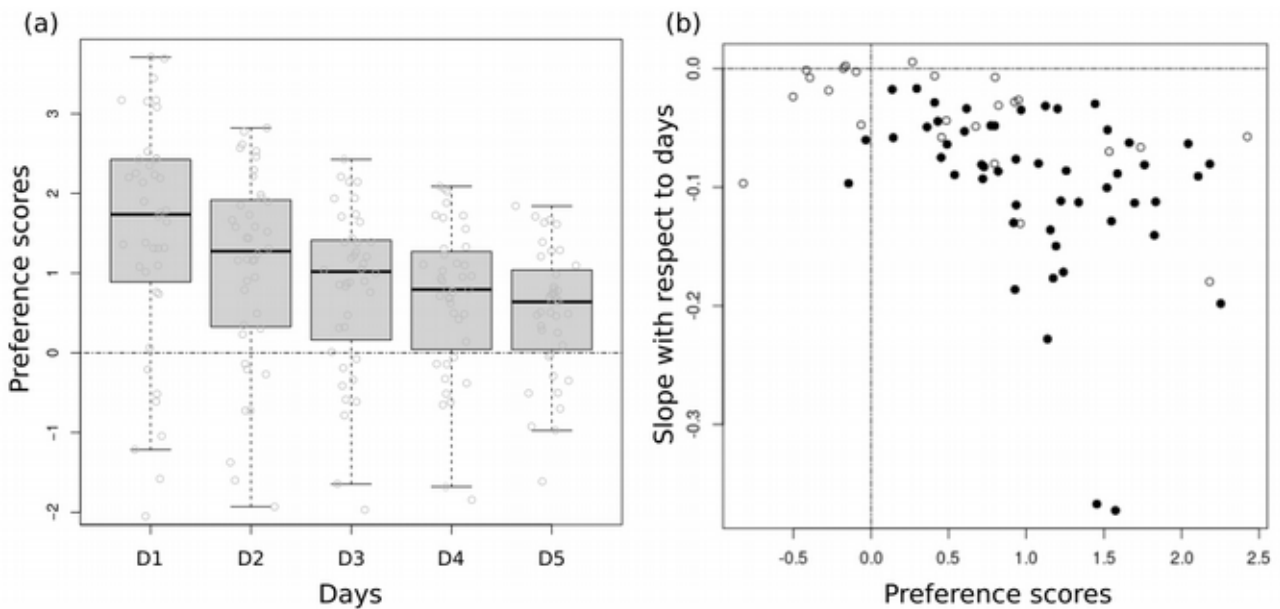 (a)
Preference scores
3
2
1
0
-1
-2
D1 D2 D3 D4 D5
Days
(b)
Slope with respect to days
0.0
-0.1
-0.2
-0.3
-0.5 0.0 0.5 1.0 1.5 2.0 2.5
Preference scores